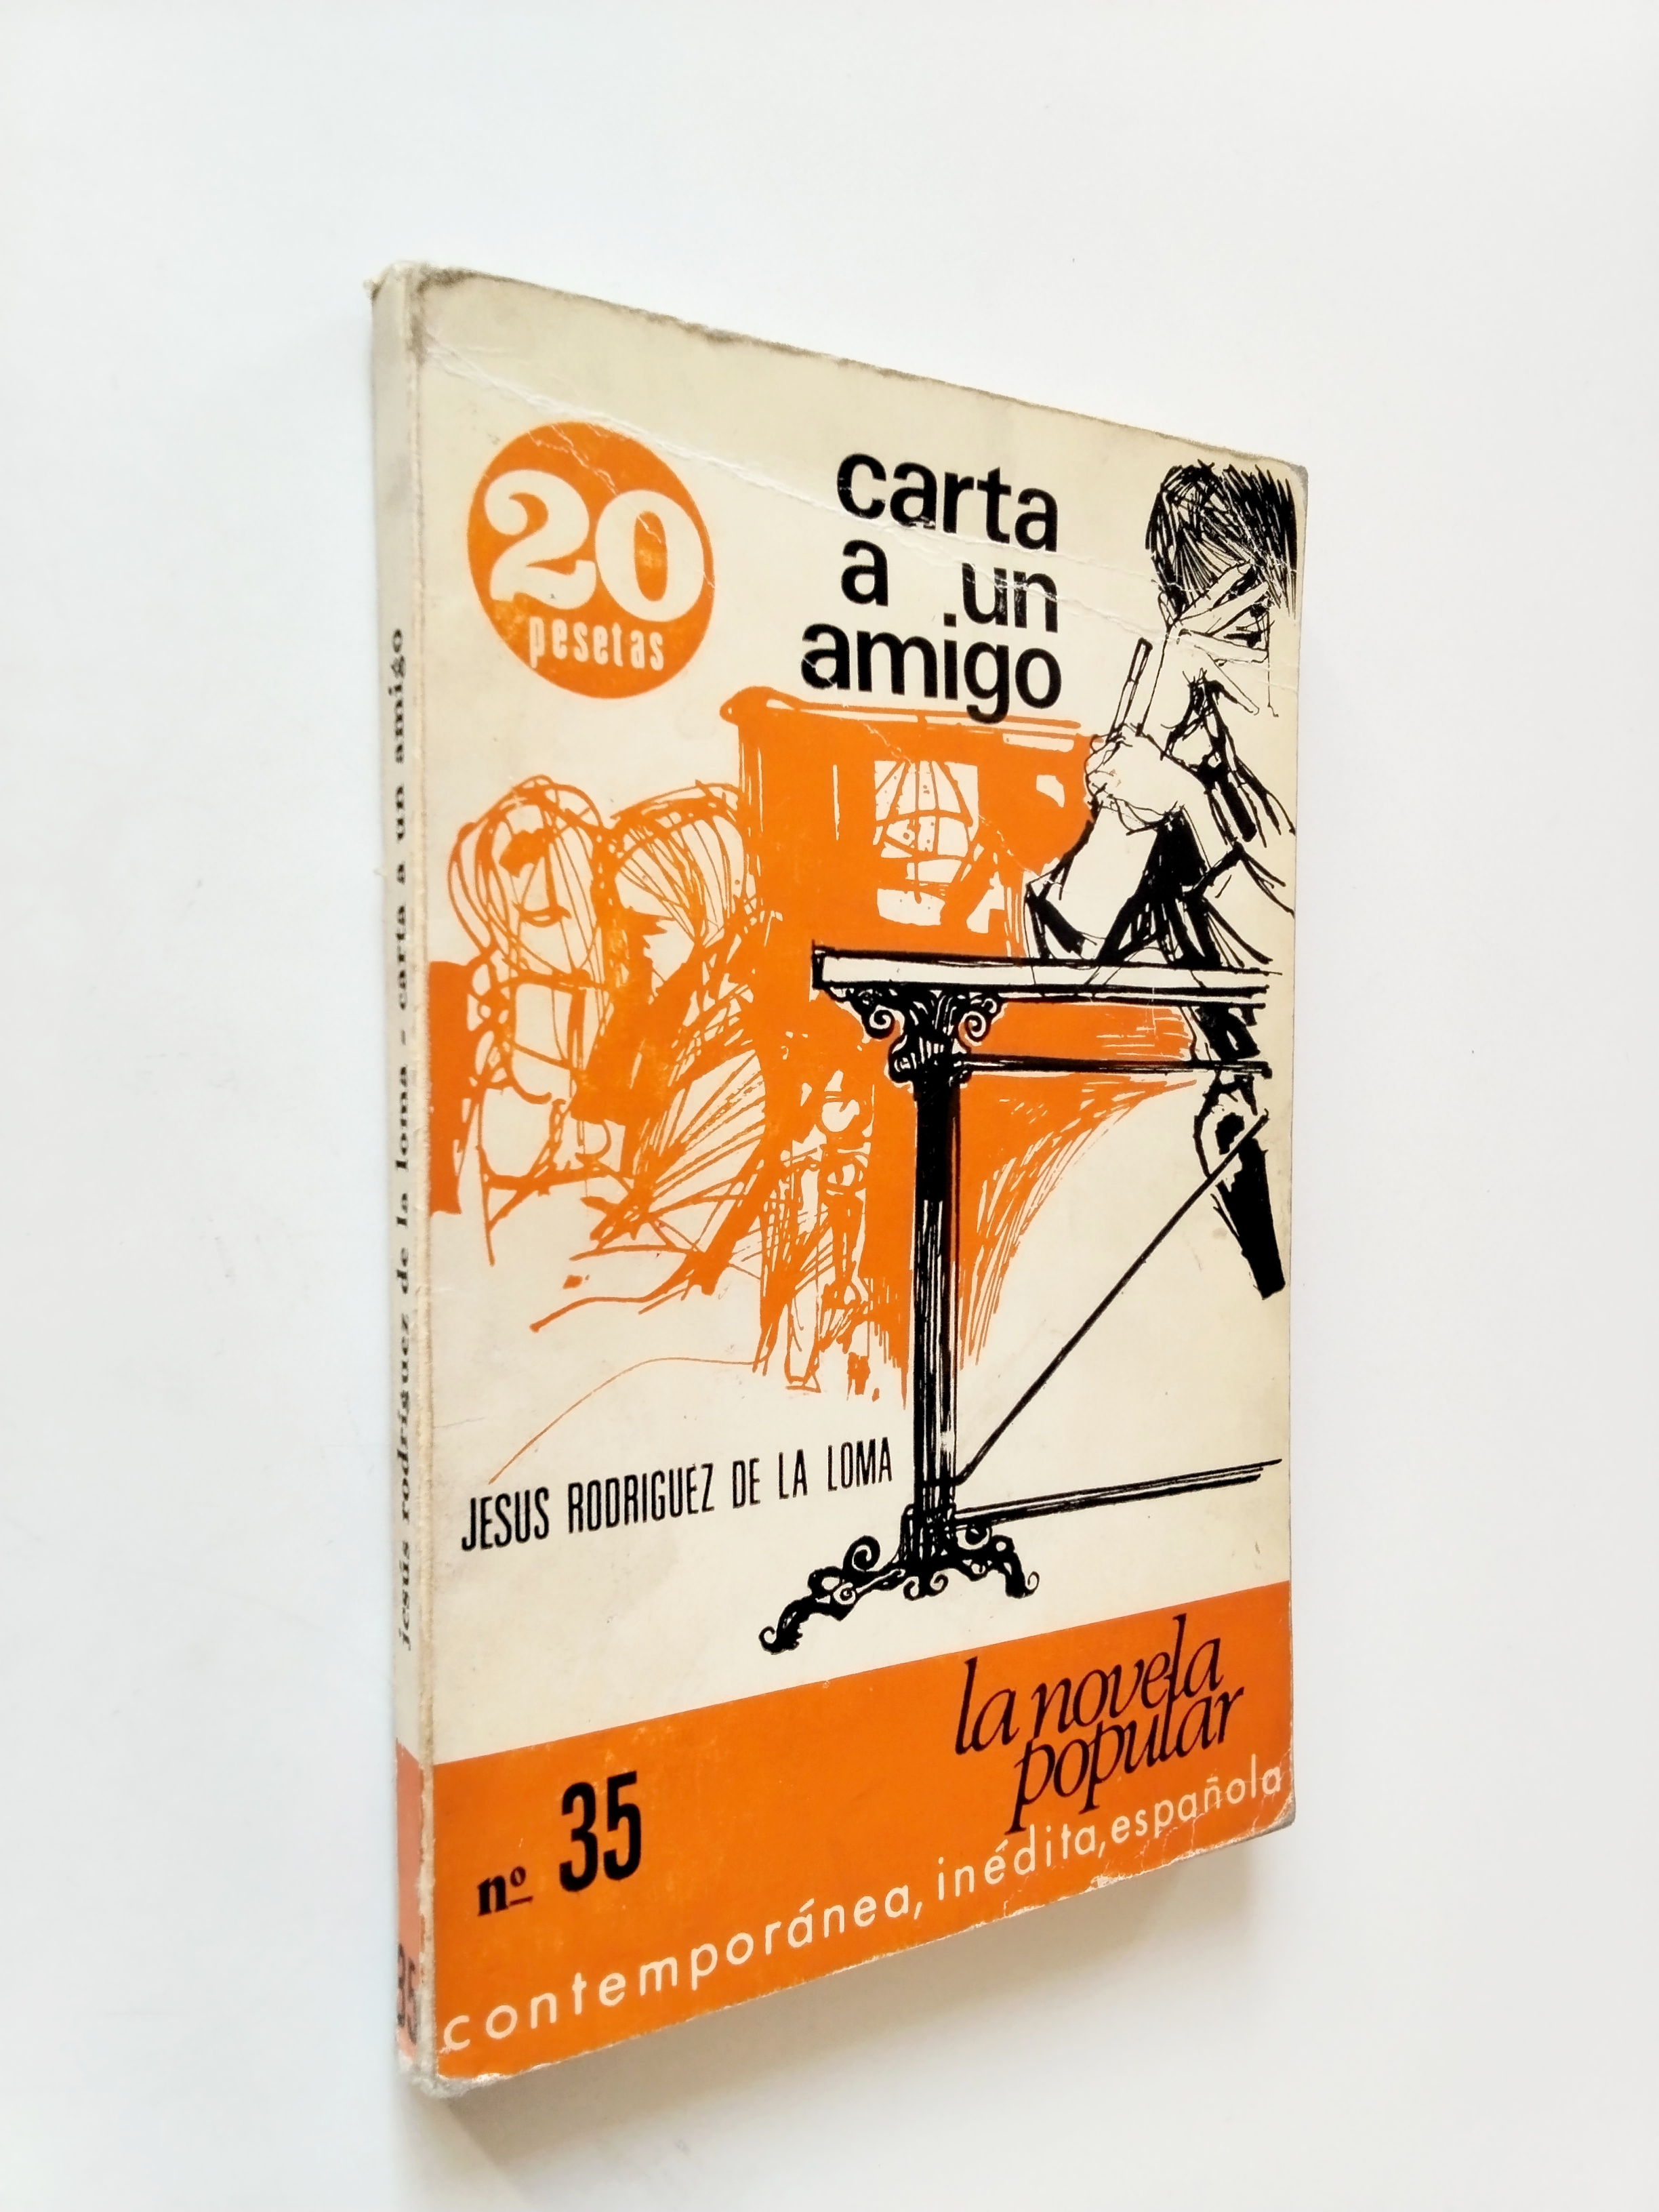 20
pesetas
carta
a un
amigo
JESUS RODRIGUEZ DE LA LOMA
la novela
popular
nº 35
contemporánea, inédita, española
jesús rodríguez de la loma - carta a un amigo
35